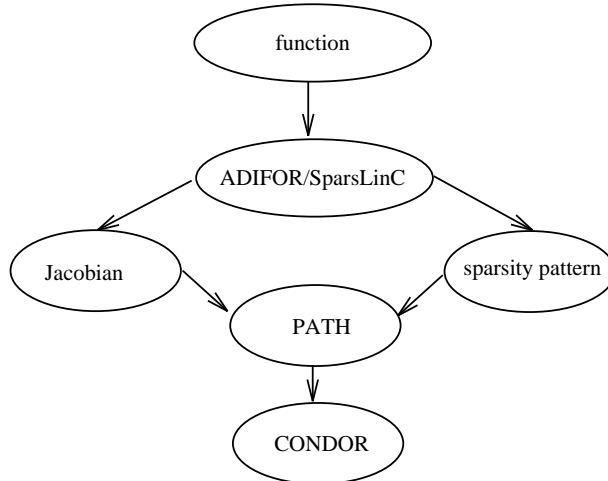 function
ADIFOR/SparsLinC
Jacobian
sparsity pattern
PATH
CONDOR